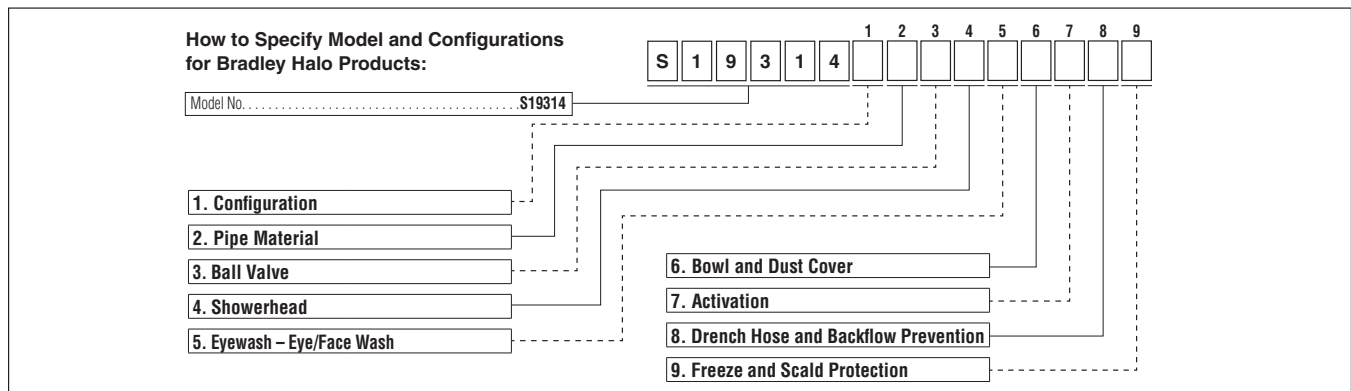 How to Specify Model and Configurations
for Bradley Halo Products:
1 2 3 4 5 6 7 8 9
S 1 9 3 1 4
Model No. . . . . . . . . . . . . . . . . . . . . . . . . . . . . . . . . . . . . . . .S19314
1. Configuration
2. Pipe Material
3. Ball Valve
4. Showerhead
5. Eyewash – Eye/Face Wash
6. Bowl and Dust Cover
7. Activation
8. Drench Hose and Backflow Prevention
9. Freeze and Scald Protection